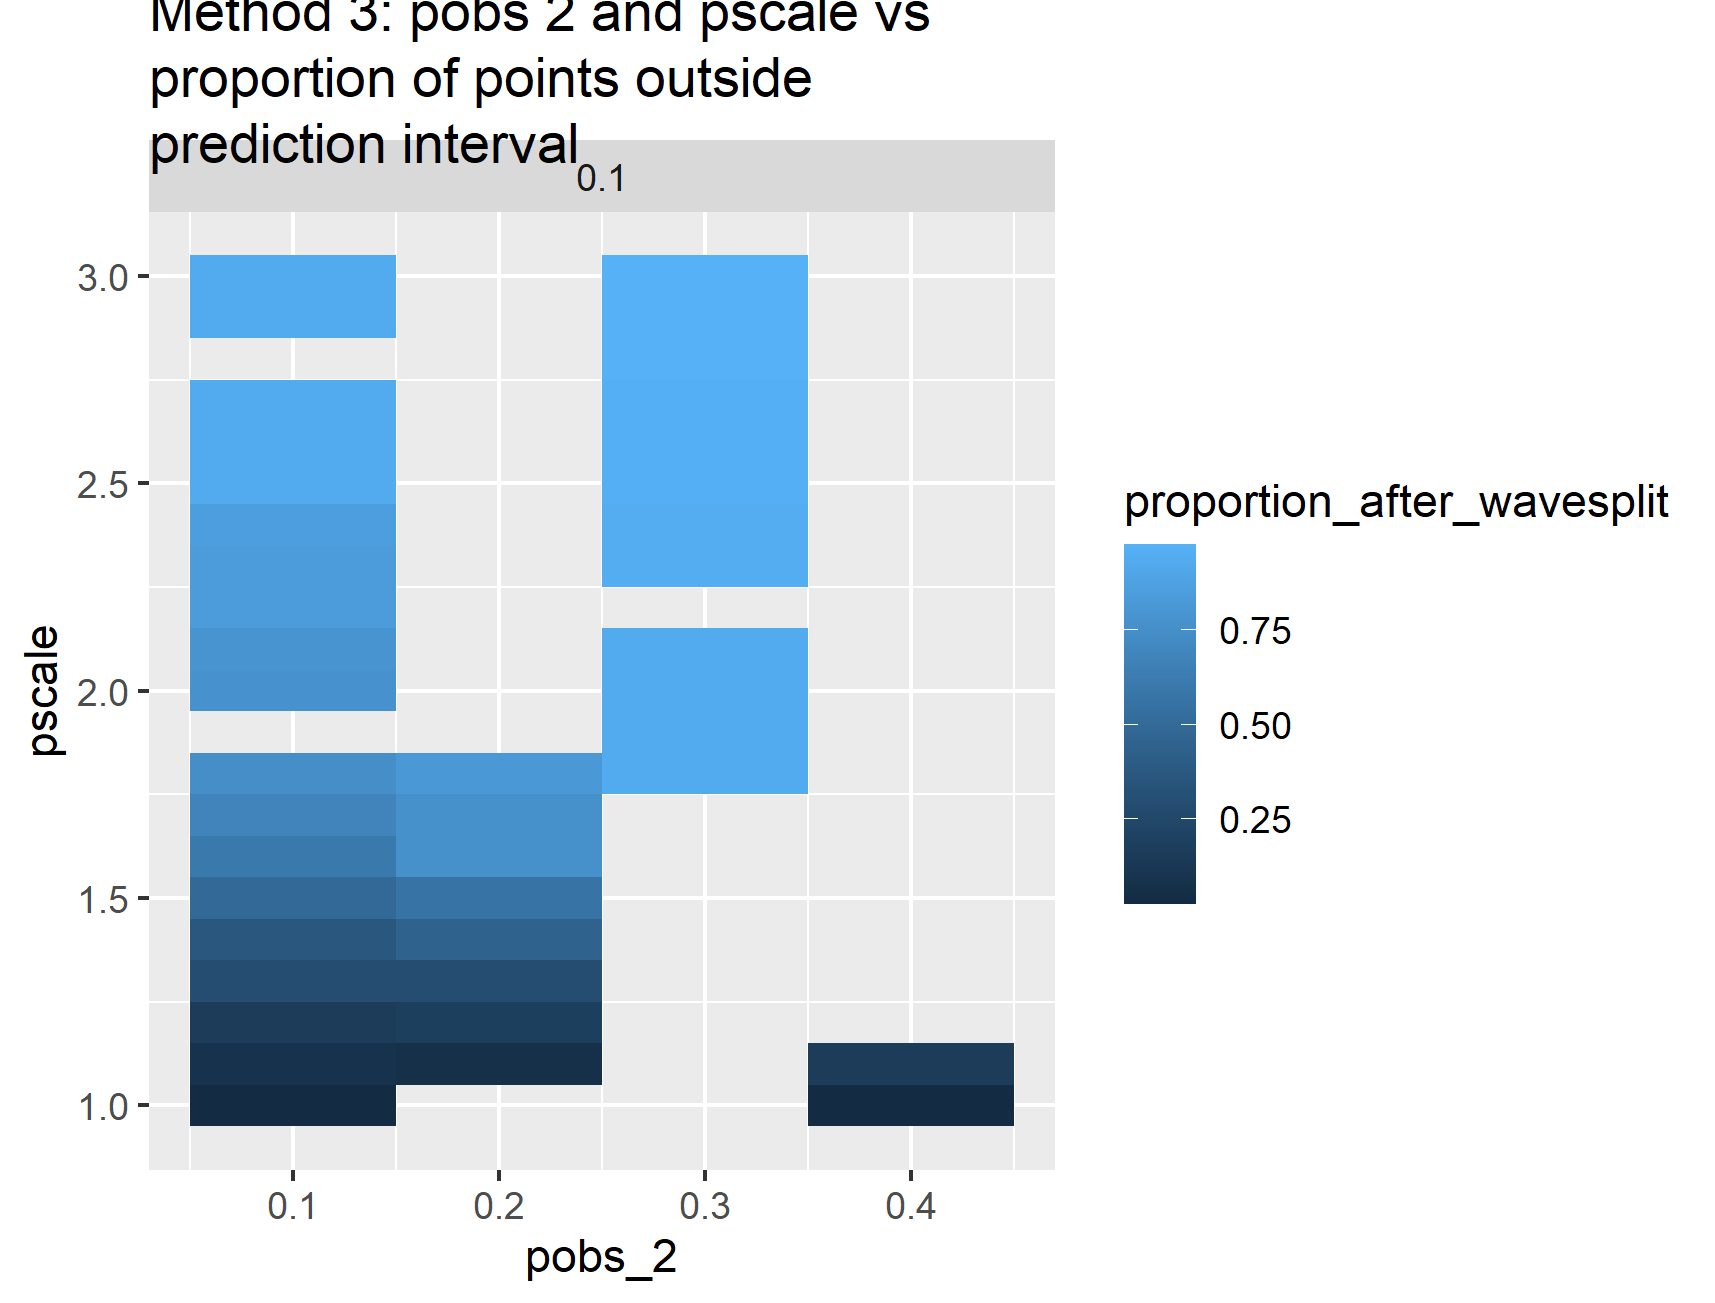 Method 3: pobs 2 and pscale vs
proportion of points outside
prediction interval
0.1
3.0
2.5
2.0
1.5
1.0
pscale
0.1 0.2 0.3 0.4
pobs_2
proportion_after_wavesplit
0.75
0.50
0.25